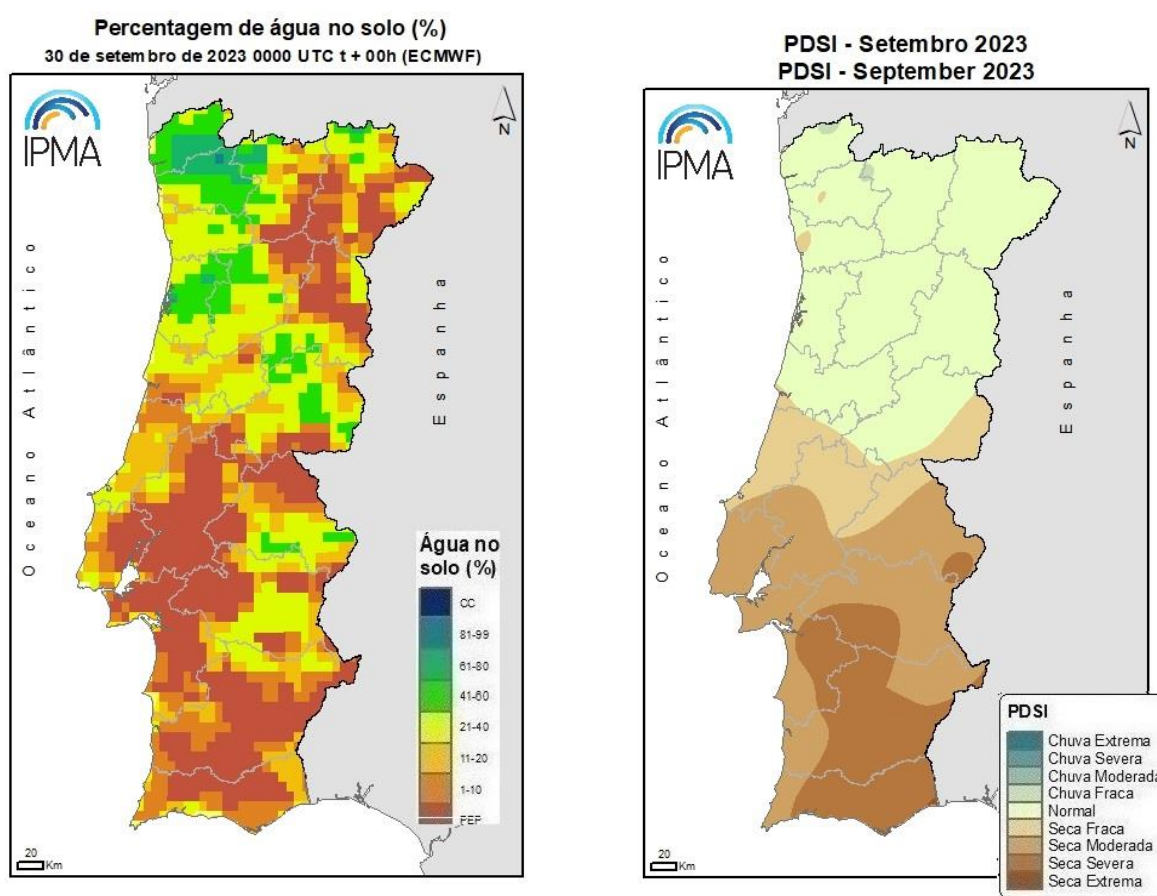 Percentagem de água no solo (%)
30 de setembro de 2023 0000 UTC t + 00h (ECMWF)
IPMA
N
Oceano Atlântico
Espanha
Água no
solo (%)
CC
81-99
61-80
41-60
21-40
11-20
1-10
PEP
20
Km
PDSI - Setembro 2023
PDSI - September 2023
IPMA
N
Oceano Atlântico
Espanha
PDSI
Chuva Extrema
Chuva Severa
Chuva Moderada
Chuva Fraca
Normal
Seca Fraca
Seca Moderada
Seca Severa
Seca Extrema
20
Km